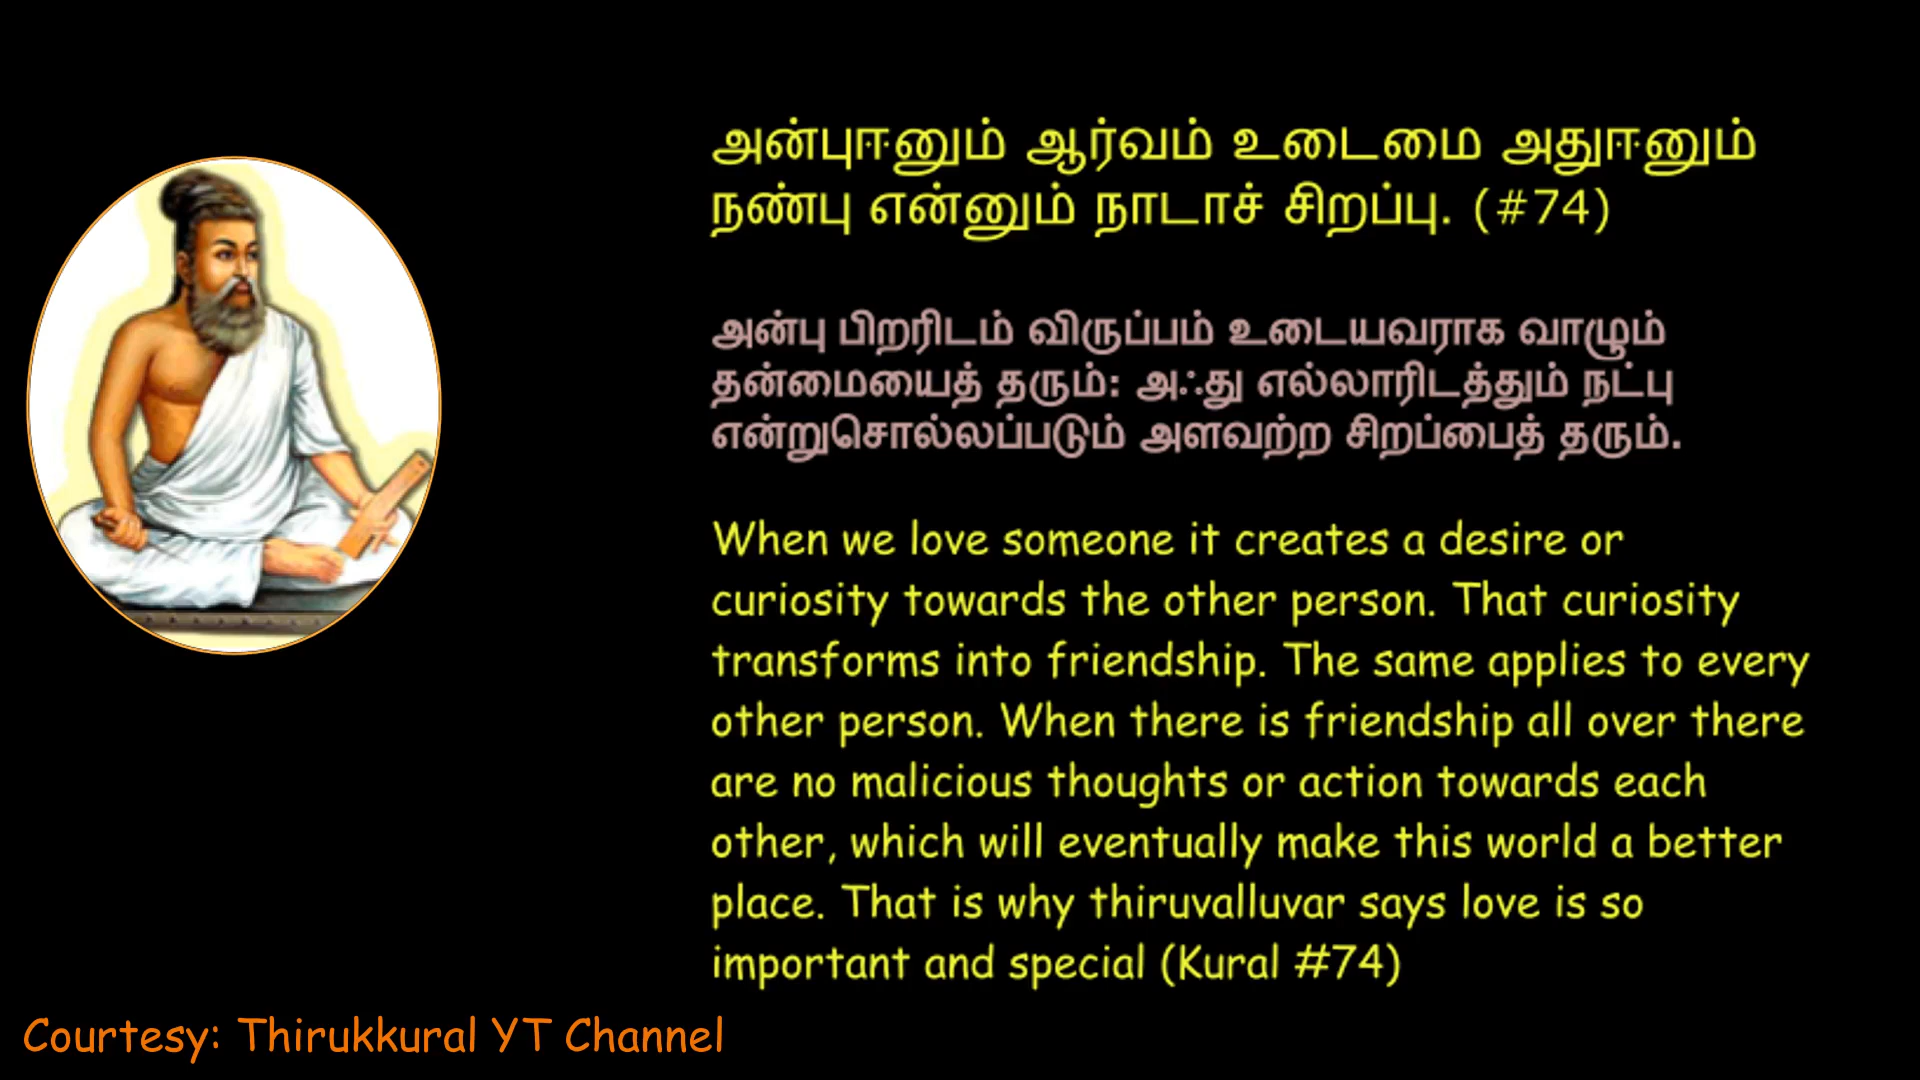 அன்புஈனும் ஆர்வம் உடைமை அதுஈனும்
நண்பு என்னும் நாடாச் சிறப்பு. (#74)
அன்பு பிறரிடம் விருப்பம் உடையவராக வாழும்
தன்மையைத் தரும்: அஃது எல்லாரிடத்தும் நட்பு
என்றுசொல்லப்படும் அளவற்ற சிறப்பைத் தரும்.
When we love someone it creates a desire or
curiosity towards the other person. That curiosity
transforms into friendship. The same applies to every
other person. When there is friendship all over there
are no malicious thoughts or action towards each
other, which will eventually make this world a better
place. That is why thiruvalluvar says love is so
important and special (Kural #74)
Courtesy: Thirukkural YT Channel